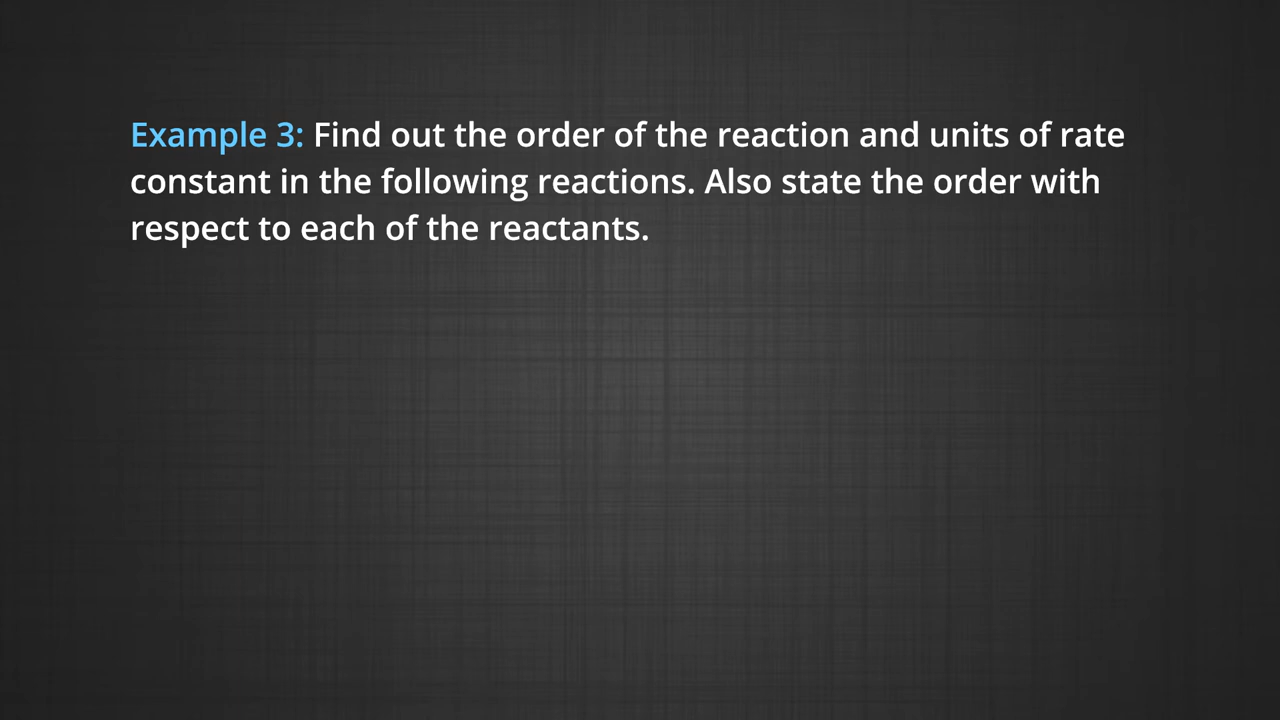 Example 3: Find out the order of the reaction and units of rate
constant in the following reactions. Also state the order with
respect to each of the reactants.